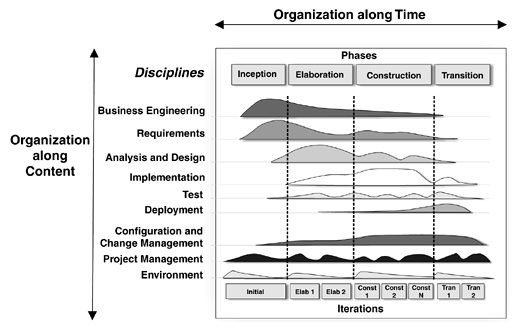 Organization along Time
Phases
Disciplines
Inception
Elaboration
Construction
Transition
Business Engineering
Requirements
Analysis and Design
Implementation
Test
Deployment
Configuration and
Change Management
Project Management
Environment
Organization
along
Content
Initial
Elab 1
Elab 2
Const
1
Const
2
Const
N
Tran
1
Tran
2
Iterations